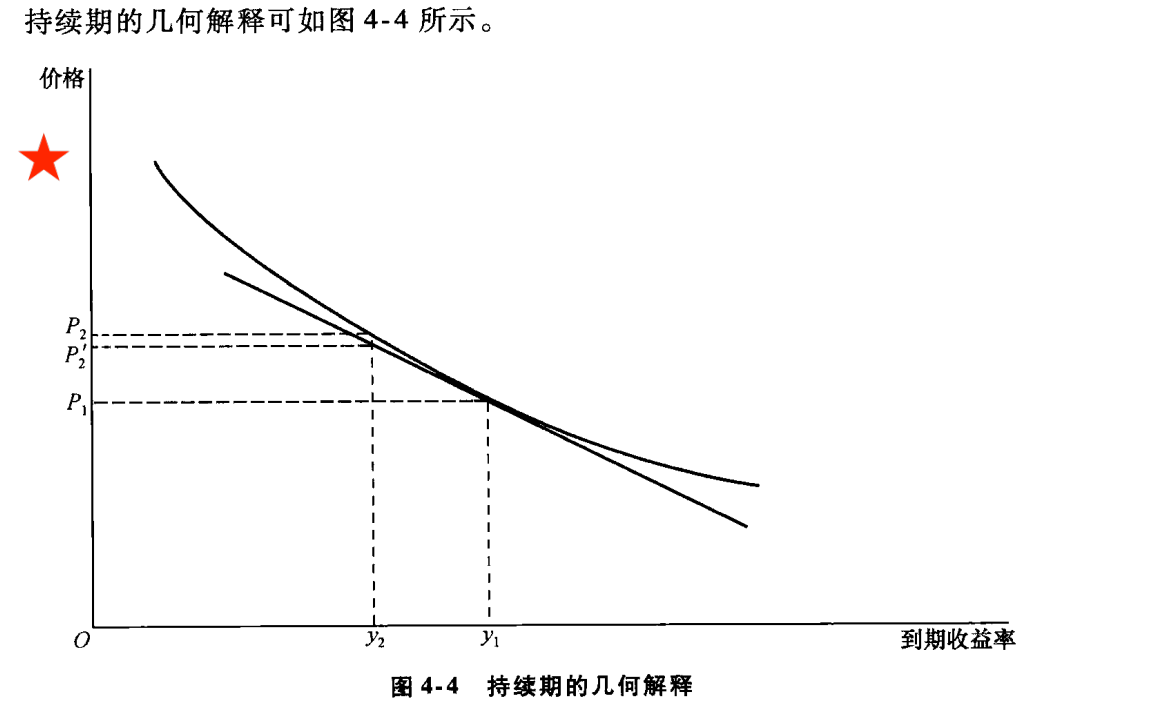 持续期的几何解释可如图 4-4 所示。
价格
P₂
P₂′
P₁
O
y₂
y₁
到期收益率
图 4-4 持续期的几何解释